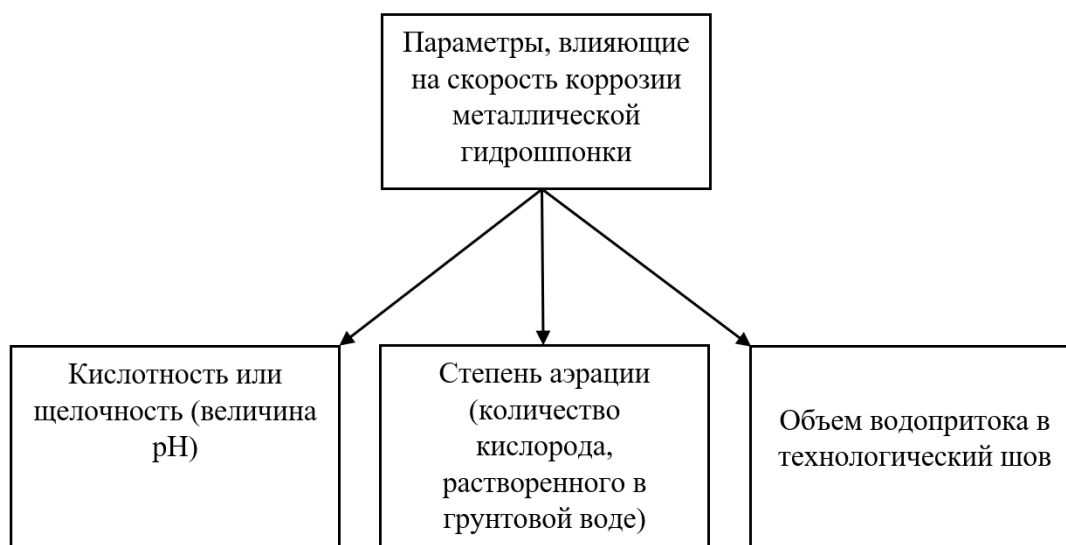 Параметры, влияющие
на скорость коррозии
металлической
гидрошпонки
Кислотность или
щелочность (величина
pH)
Степень аэрации
(количество
кислорода,
растворенного в
грунтовой воде)
Объем водопритока в
технологический шов